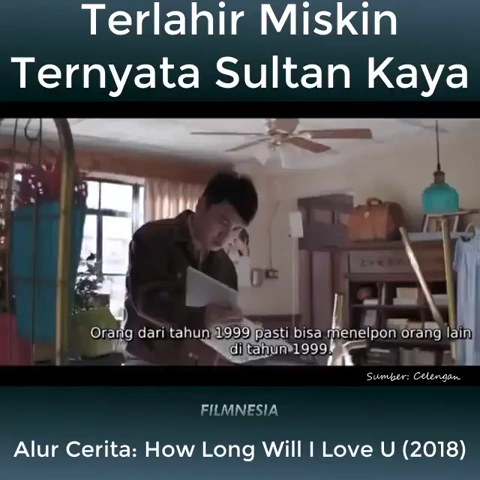 Terlahir Miskin
Ternyata Sultan Kaya
Orang dari tahun 1999 pasti bisa menelpon orang lain
di tahun 1999.
Sumber: Celengan
FILMNESIA
Alur Cerita: How Long Will I Love U (2018)